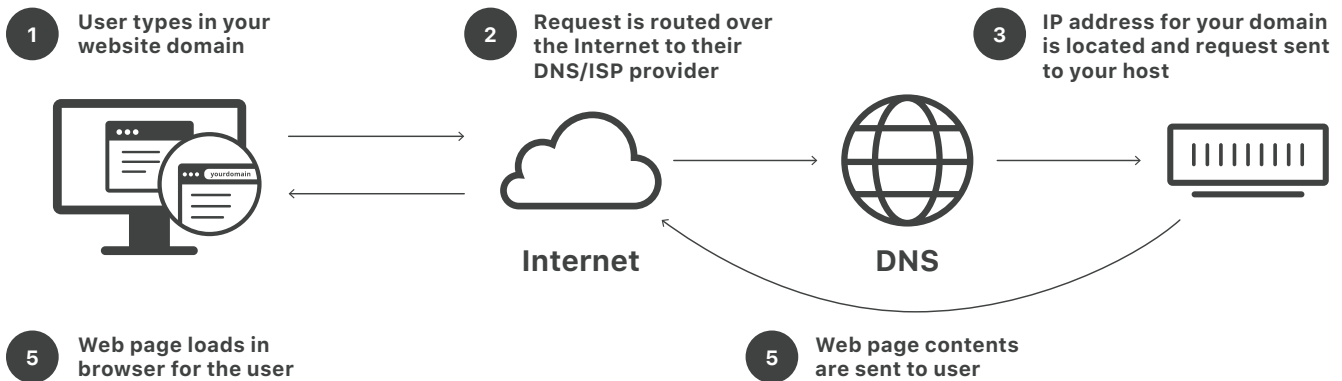 1
User types in your
website domain
2
Request is routed over
the Internet to their
DNS/ISP provider
3
IP address for your domain
is located and request sent
to your host
yourdomain
Internet
DNS
5
Web page loads in
browser for the user
5
Web page contents
are sent to user